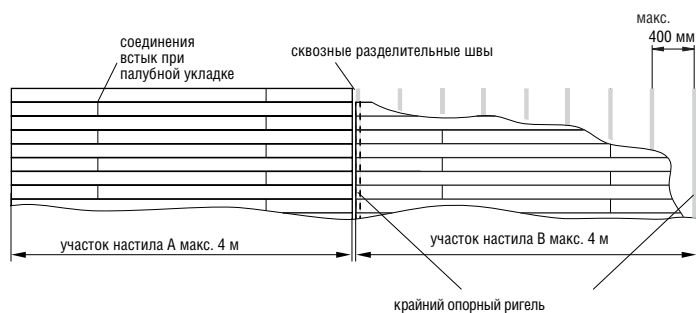 макс.
400 мм
соединения
встык при
палубной укладке
сквозные разделительные швы
участок настила A макс. 4 м
участок настила B макс. 4 м
крайний опорный ригель